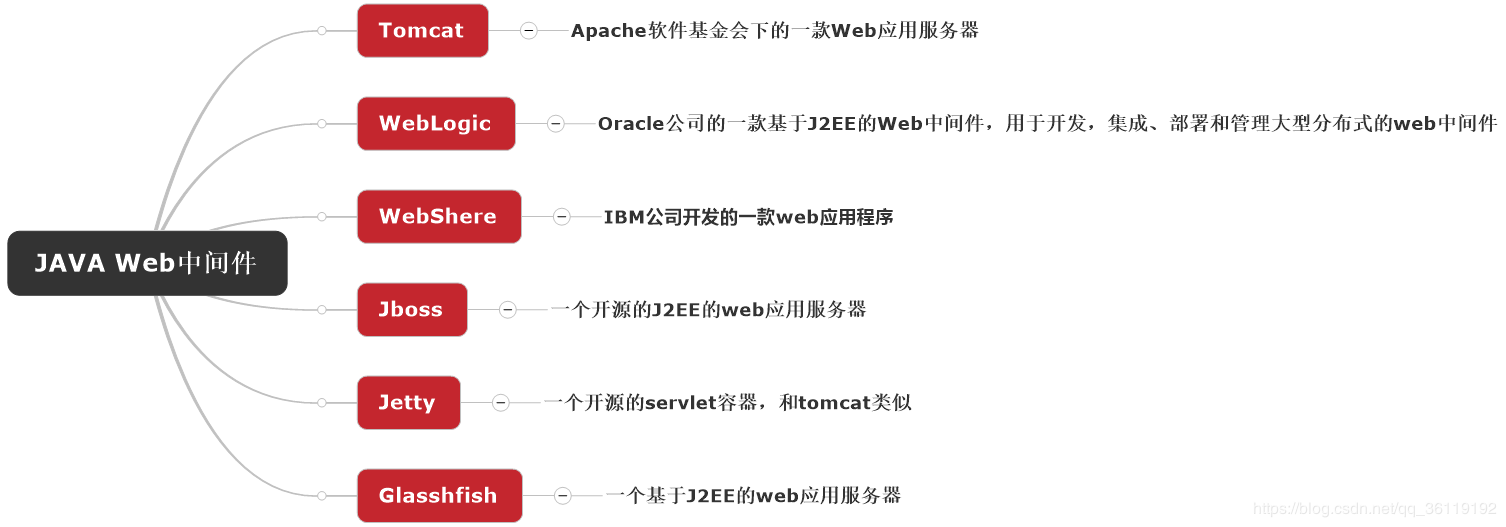 Tomcat
Apache软件基金会下的一款Web应用服务器
WebLogic
Oracle公司的一款基于J2EE的Web中间件，用于开发，集成、部署和管理大型分布式的web中间件
WebShere
IBM公司开发的一款web应用程序
JAVA Web中间件
Jboss
一个开源的J2EE的web应用服务器
Jetty
一个开源的servlet容器，和tomcat类似
Glasshfish
一个基于J2EE的web应用服务器
https://blog.csdn.net/qq_36119192